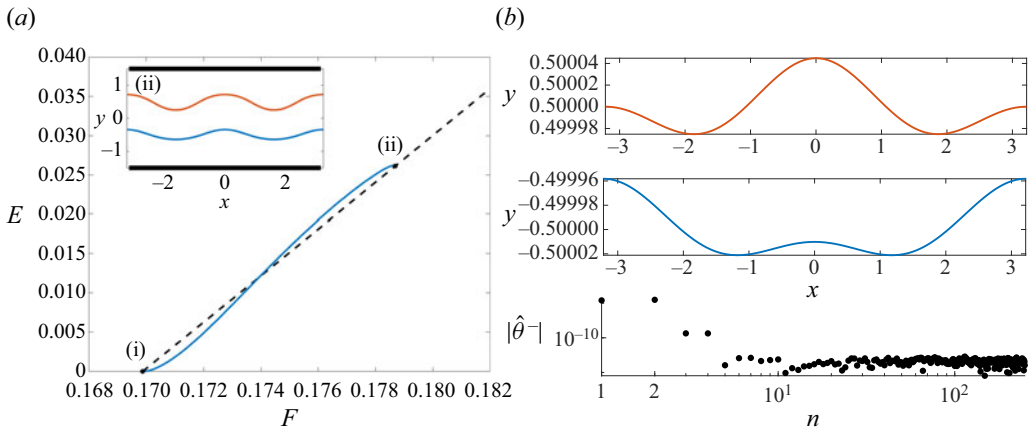 (a)
0.040
0.035
0.030
0.025
0.020
0.015
0.010
0.005
0
E
0.168 0.170 0.172 0.174 0.176 0.178 0.180 0.182
F
(i)
(ii)
(ii)
1
0
−1
y
−2 0 2
x
(b)
0.50004
0.50002
0.50000
0.49998
y
−3 −2 −1 0 1 2 3
−0.49996
−0.49998
−0.50000
−0.50002
y
−3 −2 −1 0 1 2 3
x
|θ̂⁻|
10⁻¹⁰
1 2 10¹ 10²
n